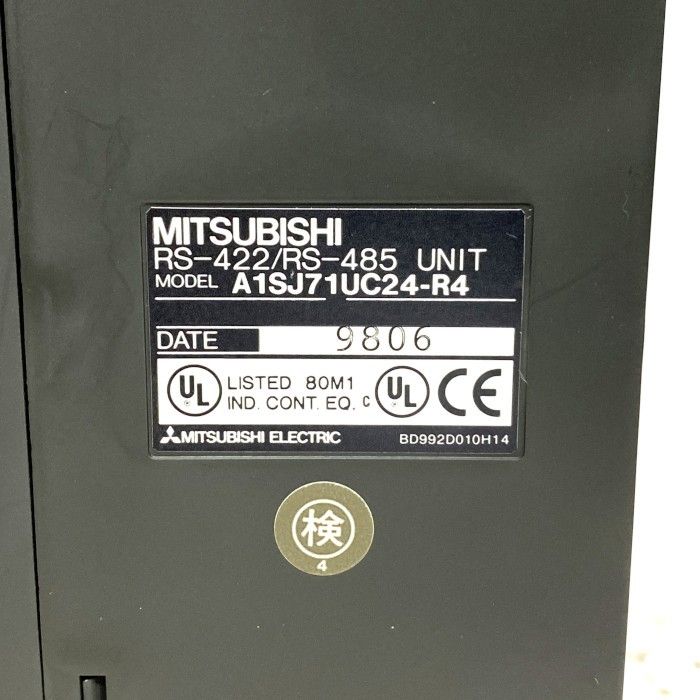 MITSUBISHI
RS-422/RS-485 UNIT
MODEL A1SJ71UC24-R4
DATE 9806
UL LISTED 80M1 C UL CE
IND. CONT. EQ.
MITSUBISHI ELECTRIC BD992D010H14
検
4